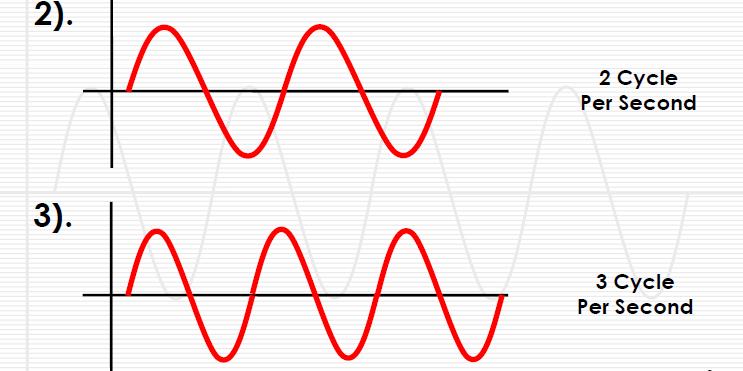 2).
2 Cycle
Per Second
3).
3 Cycle
Per Second